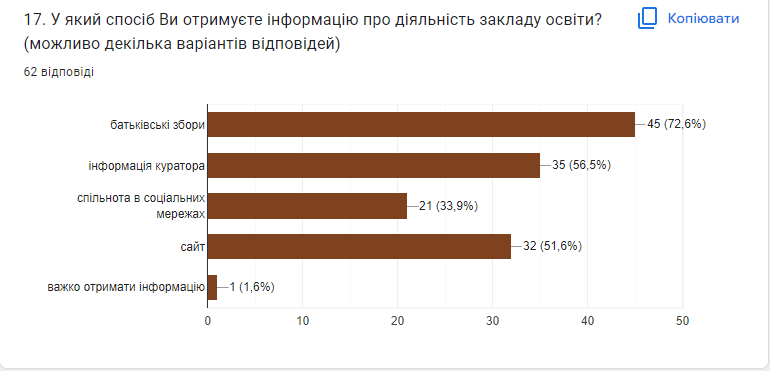 17. У який спосіб Ви отримуєте інформацію про діяльність закладу освіти?
(можливо декілька варіантів відповідей)
Копіювати
62 відповіді
батьківські збори
45 (72,6%)
інформація куратора
35 (56,5%)
спільнота в соціальних
мережах
21 (33,9%)
сайт
32 (51,6%)
важко отримати інформацію
1 (1,6%)
0 10 20 30 40 50